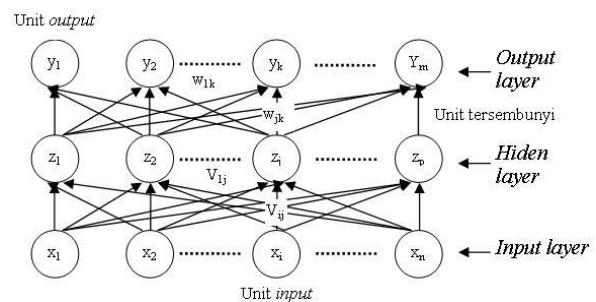 Unit output
y1 y2 yk Ym Output layer
w1k
wjk
Unit tersembunyi
z1 z2 zj zp Hiden layer
V1j
Vij
x1 x2 xi xn Input layer
Unit input